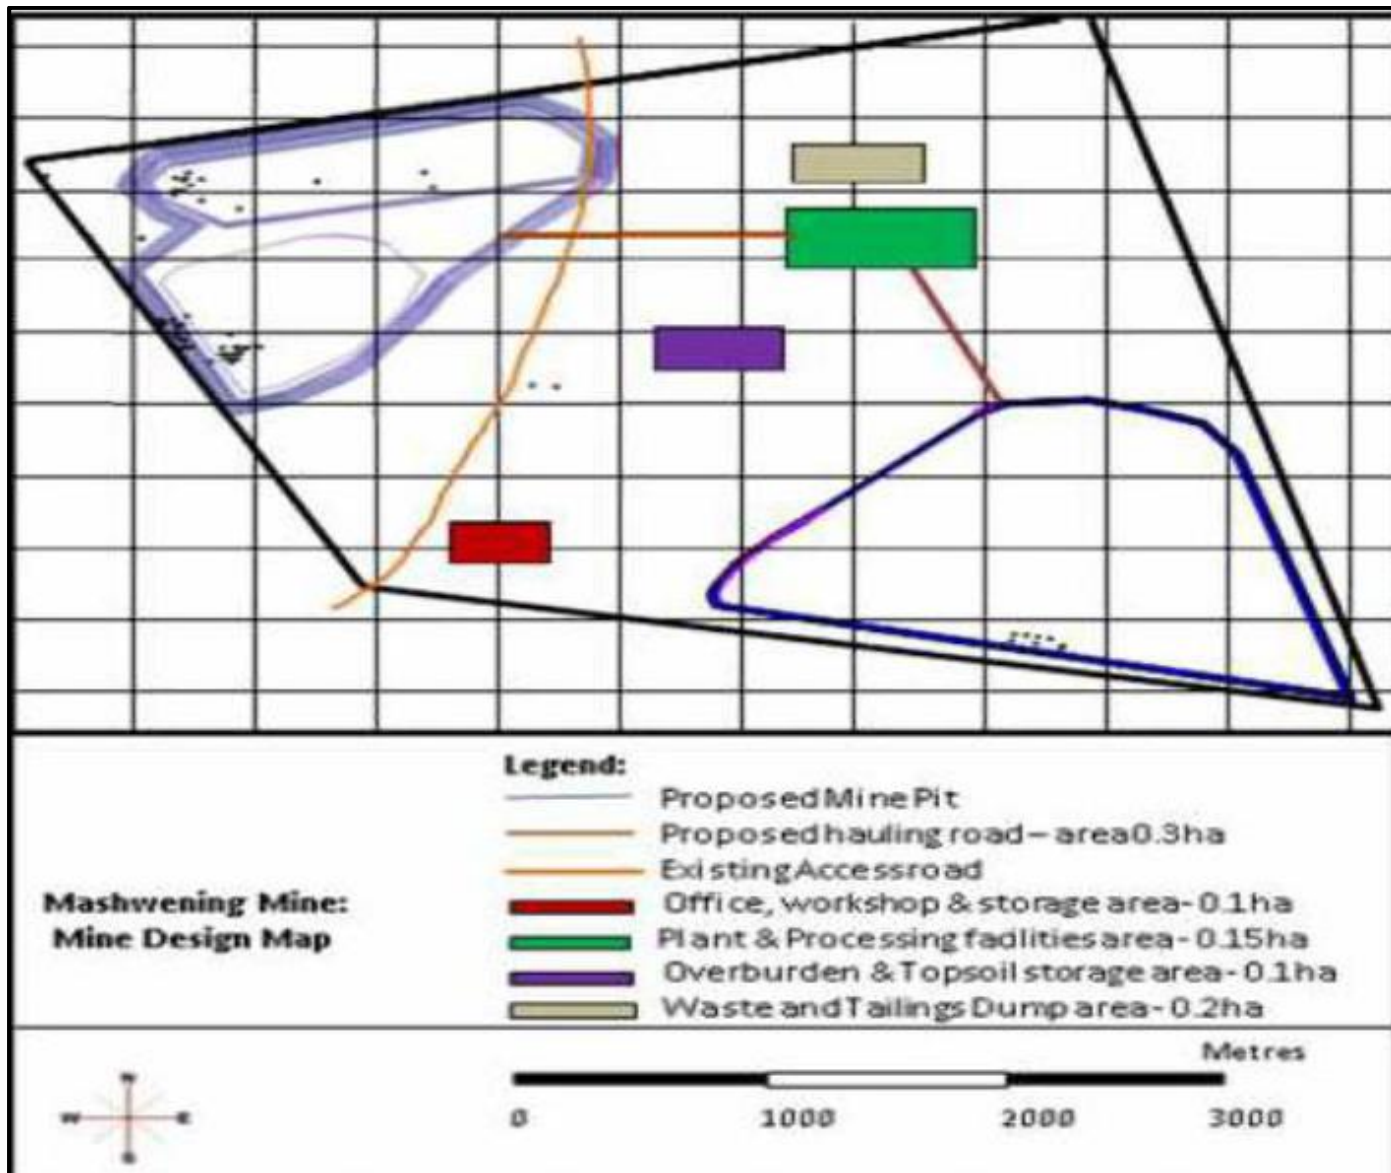 Legend:
Proposed Mine Pit
Proposed hauling road – area 0.3ha
Existing Access road
Office, workshop & storage area- 0.1ha
Plant & Processing facilities area- 0.15ha
Overburden & Topsoil storage area- 0.1ha
Waste and Tailings Dump area- 0.2ha
Mashwening Mine:
Mine Design Map
N
W E
S
Metres
0 1000 2000 3000